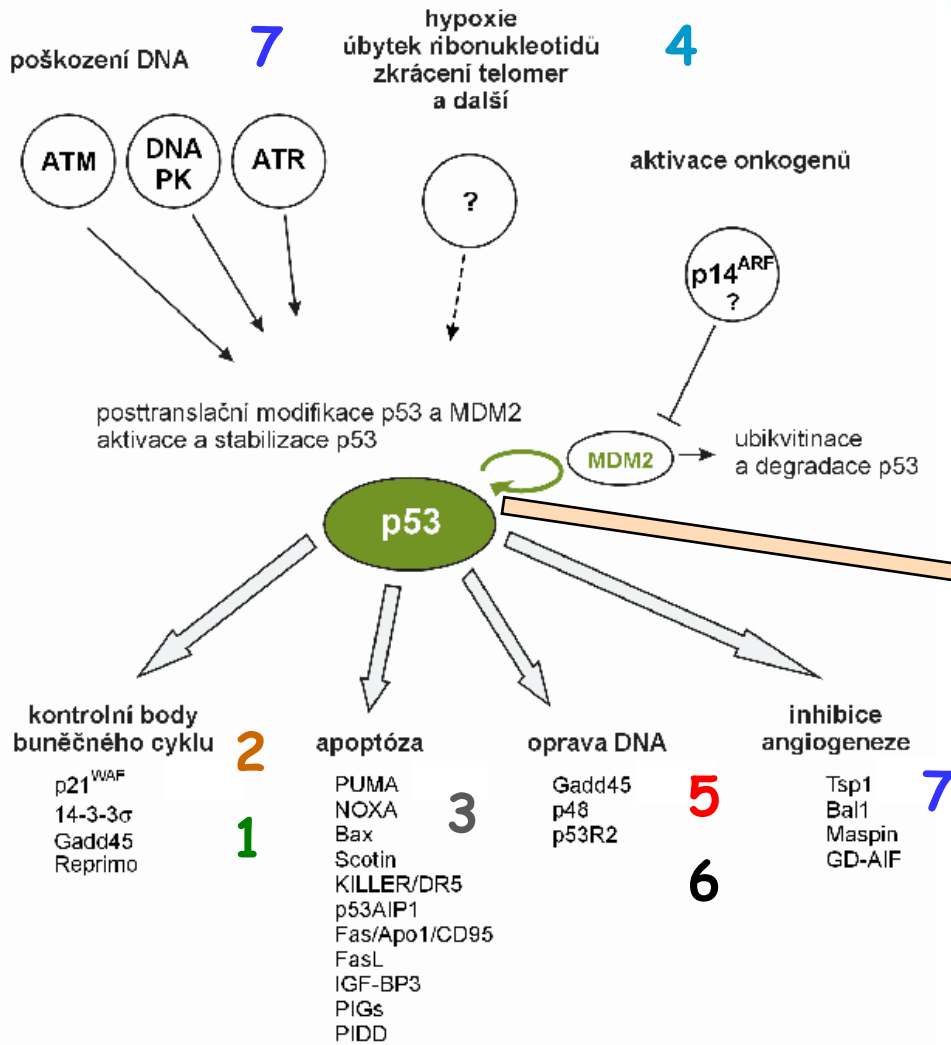 poškození DNA
7
hypoxie
úbytek ribonukleotidů
zkrácení telomer
a další
4
ATM
DNA
PK
ATR
?
aktivace onkogenů
p14ARF
?
posttranslační modifikace p53 a MDM2
aktivace a stabilizace p53
MDM2
ubikvitinace
a degradace p53
p53
kontrolní body
buněčného cyklu
2
p21WAF
14-3-3σ
Gadd45
Reprimo
1
apoptóza
PUMA
NOXA
Bax
Scotin
KILLER/DR5
p53AIP1
Fas/Apo1/CD95
FasL
IGF-BP3
PIGs
PIDD
3
oprava DNA
Gadd45
p48
p53R2
5
6
inhibice
angiogeneze
Tsp1
Bal1
Maspin
GD-AIF
7